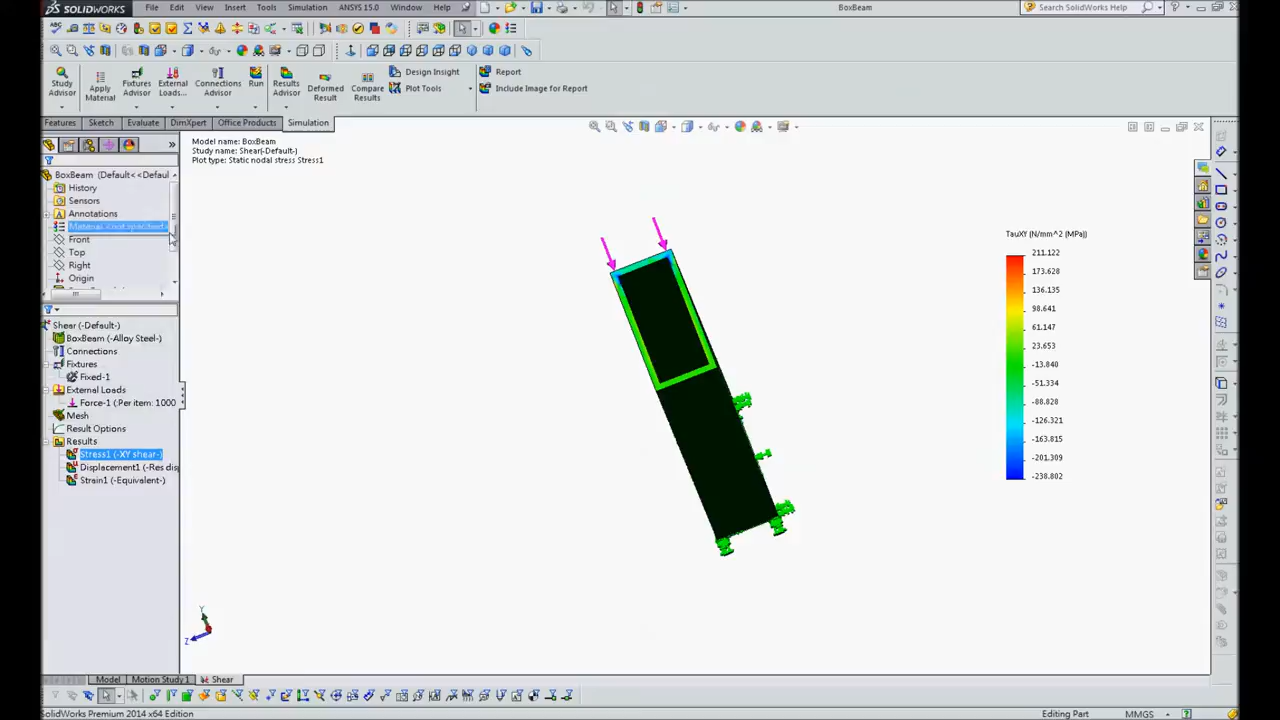 SOLIDWORKS
File Edit View Insert Tools Simulation ANSYS 15.0 Window Help
BoxBeam
Search SolidWorks Help
Study Advisor
Apply Material
Fixtures Advisor
External Loads...
Connections Advisor
Run
Results Advisor
Deformed Result
Compare Results
Design Insight
Plot Tools
Report
Include Image for Report
Features Sketch Evaluate DimXpert Office Products Simulation
Model name: BoxBeam
Study name: Shear(-Default-)
Plot type: Static nodal stress Stress1
BoxBeam (Default<<Defaul
History
Sensors
Annotations
Material <not specified>
Front
Top
Right
Origin
Shear (-Default-)
BoxBeam (-Alloy Steel-)
Connections
Fixtures
Fixed-1
External Loads
Force-1 (:Per item: 1000
Mesh
Result Options
Results
Stress1 (-XY shear-)
Displacement1 (-Res disp
Strain1 (-Equivalent-)
TauXY (N/mm^2 (MPa))
211.122
173.628
136.135
98.641
61.147
23.653
-13.840
-51.334
-88.828
-126.321
-163.815
-201.309
-238.802
Y
Z
Model Motion Study 1 Shear
SolidWorks Premium 2014 x64 Edition
Editing Part
MMGS